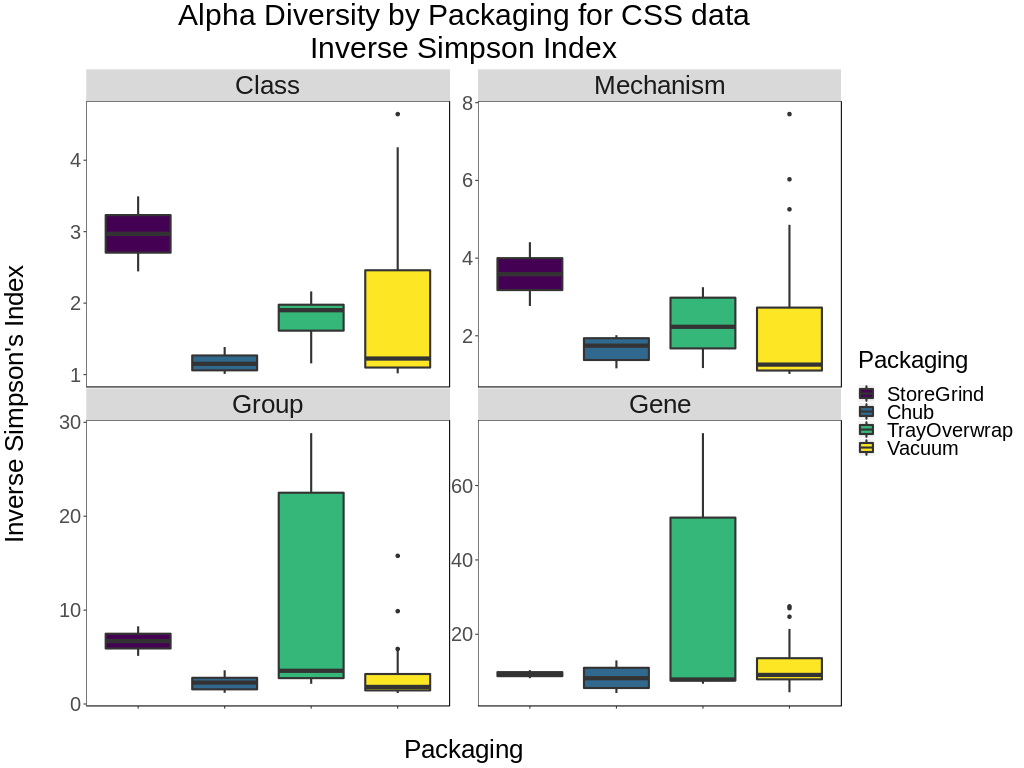 Alpha Diversity by Packaging for CSS data
Inverse Simpson Index
Class
Mechanism
4
3
2
1
8
6
4
2
Group
Gene
30
20
10
0
60
40
20
Inverse Simpson's Index
Packaging
Packaging
StoreGrind
Chub
TrayOverwrap
Vacuum